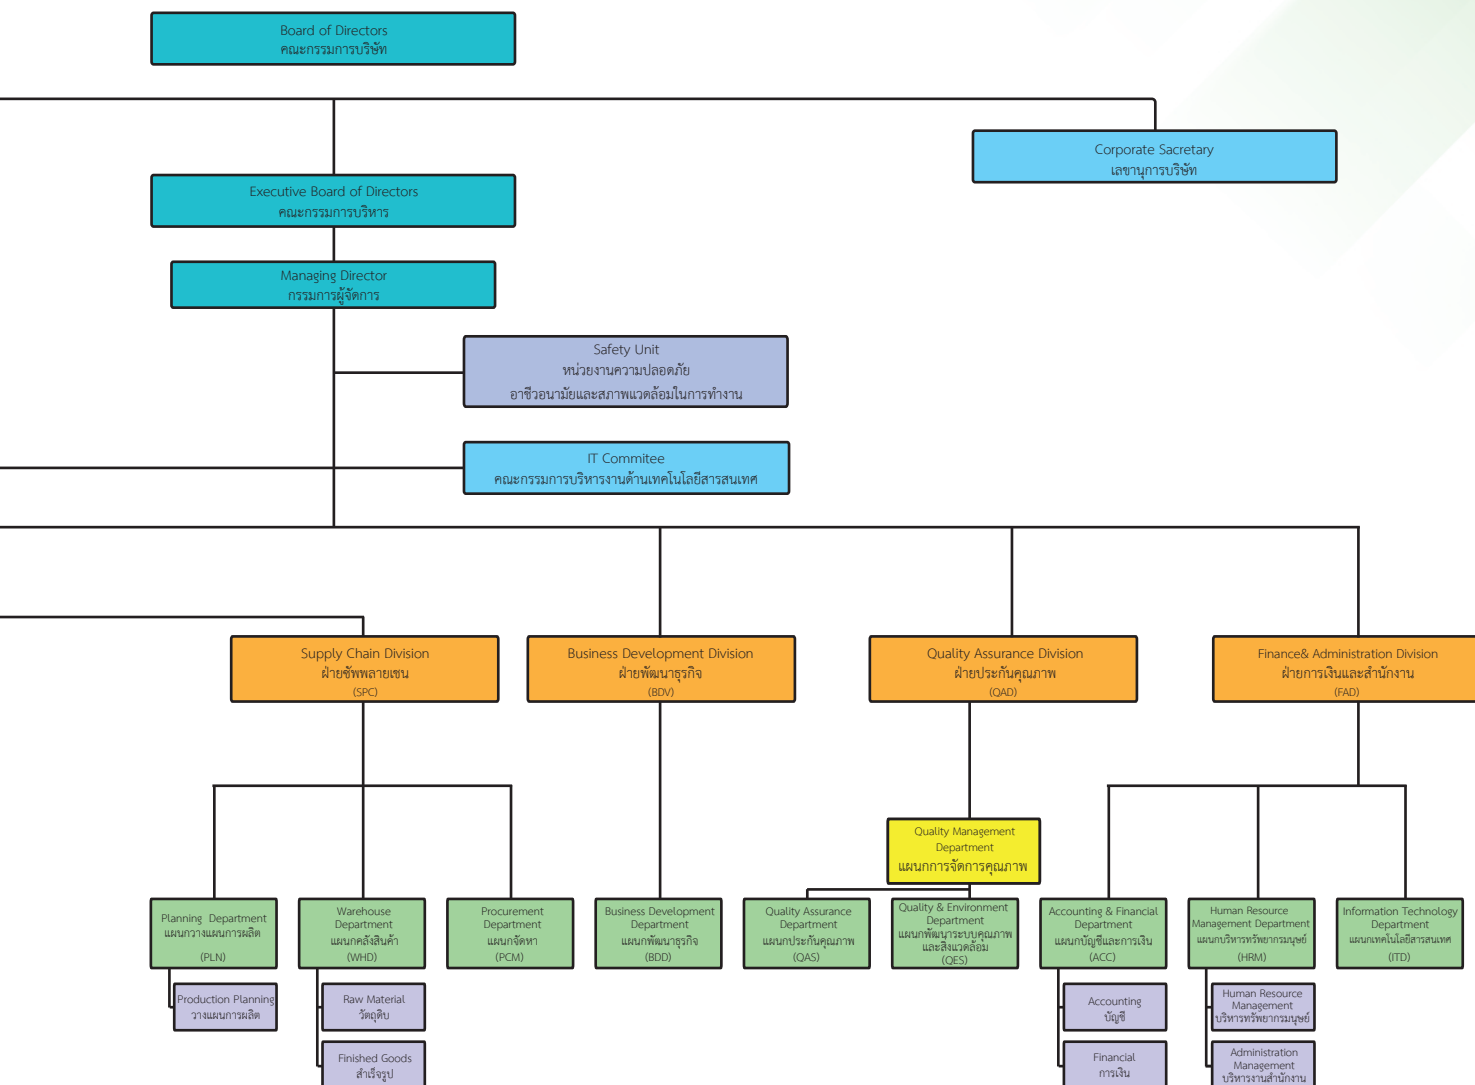 Board of Directors
คณะกรรมการบริษัท
Corporate Sacretary
เลขานุการบริษัท
Executive Board of Directors
คณะกรรมการบริหาร
Managing Director
กรรมการผู้จัดการ
Safety Unit
หน่วยงานความปลอดภัย
อาชีวอนามัยและสภาพแวดล้อมในการทำงาน
IT Commitee
คณะกรรมการบริหารงานด้านเทคโนโลยีสารสนเทศ
Supply Chain Division
ฝ่ายซัพพลายเชน
(SPC)
Business Development Division
ฝ่ายพัฒนาธุรกิจ
(BDV)
Quality Assurance Division
ฝ่ายประกันคุณภาพ
(QAD)
Finance& Administration Division
ฝ่ายการเงินและสำนักงาน
(FAD)
Quality Management
Department
แผนกการจัดการคุณภาพ
Planning Department
แผนกวางแผนการผลิต
(PLN)
Warehouse
Department
แผนกคลังสินค้า
(WHD)
Procurement
Department
แผนกจัดหา
(PCM)
Business Development
Department
แผนกพัฒนาธุรกิจ
(BDD)
Quality Assurance
Department
แผนกประกันคุณภาพ
(QAS)
Quality & Environment
Department
แผนกพัฒนาระบบคุณภาพ
และสิ่งแวดล้อม
(QES)
Accounting & Financial
Department
แผนกบัญชีและการเงิน
(ACC)
Human Resource
Management Department
แผนกบริหารทรัพยากรมนุษย์
(HRM)
Information Technology
Department
แผนกเทคโนโลยีสารสนเทศ
(ITD)
Production Planning
วางแผนการผลิต
Raw Material
วัตถุดิบ
Accounting
บัญชี
Human Resource
Management
บริหารทรัพยากรมนุษย์
Finished Goods
สำเร็จรูป
Financial
การเงิน
Administration
Management
บริหารงานสำนักงาน